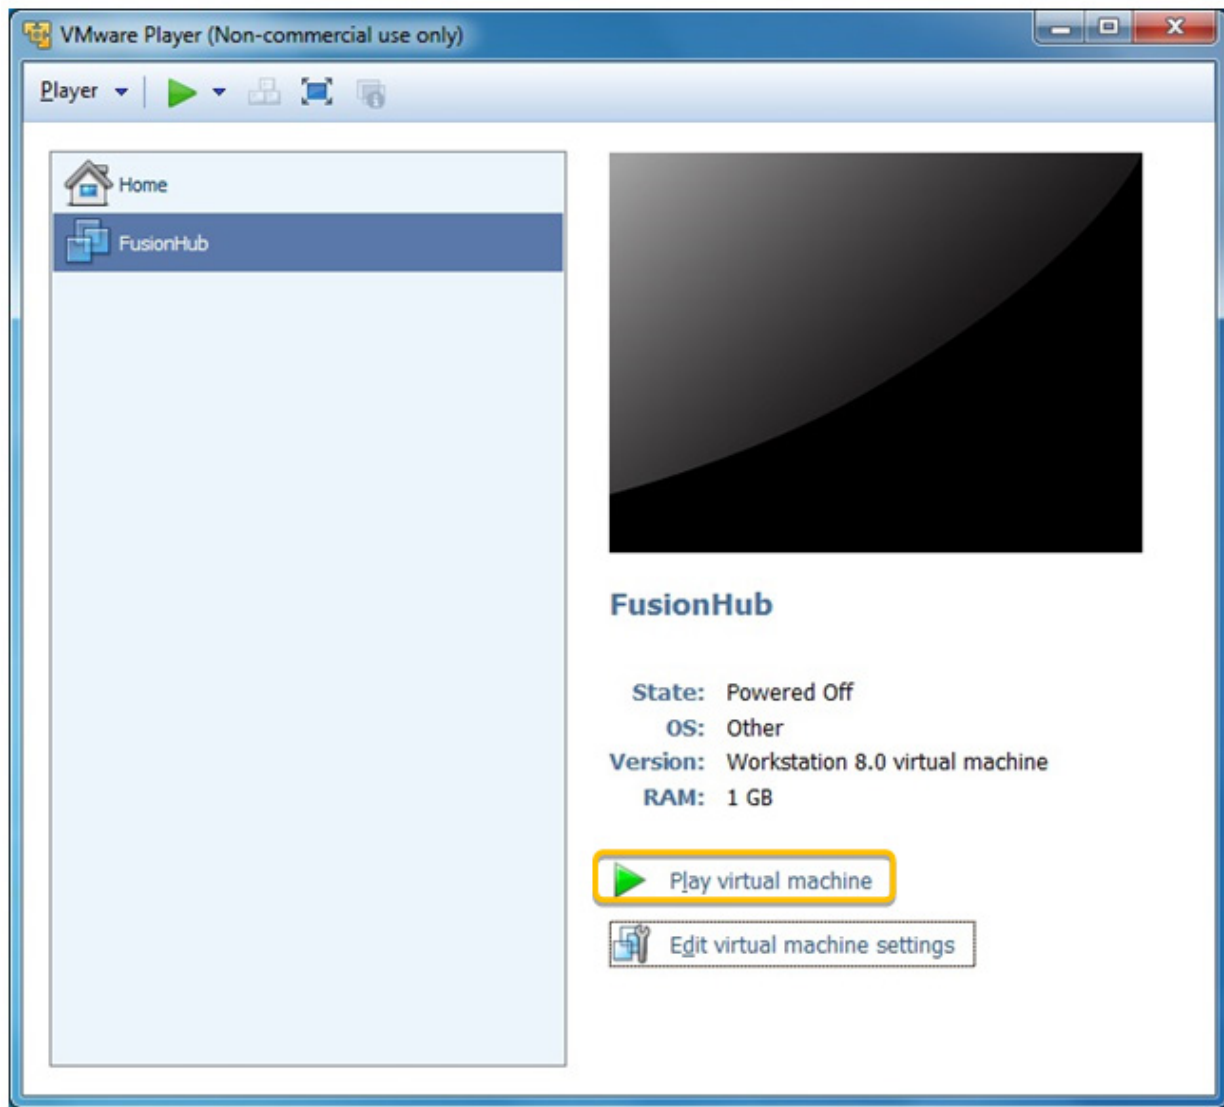 VMware Player (Non-commercial use only)
Player
Home
FusionHub
FusionHub
State: Powered Off
OS: Other
Version: Workstation 8.0 virtual machine
RAM: 1 GB
Play virtual machine
Edit virtual machine settings